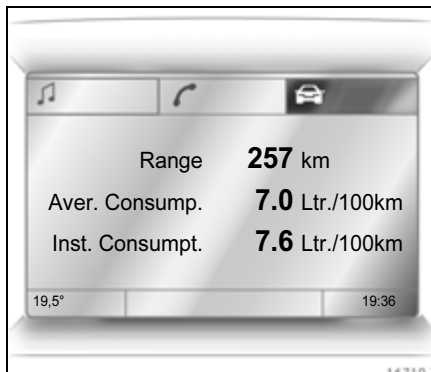 Range 257 km
Aver. Consump. 7.0 Ltr./100km
Inst. Consumpt. 7.6 Ltr./100km
19,5° 19:36